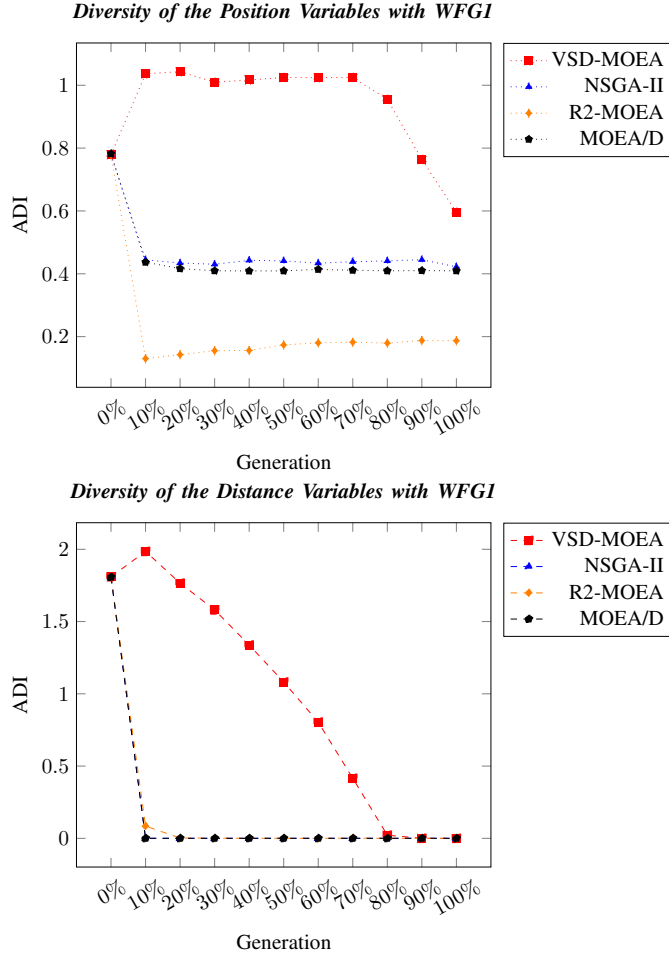 Diversity of the Position Variables with WFG1
VSD-MOEA
NSGA-II
R2-MOEA
MOEA/D
1
0.8
0.6
0.4
0.2
ADI
0% 10% 20% 30% 40% 50% 60% 70% 80% 90% 100%
Generation
Diversity of the Distance Variables with WFG1
VSD-MOEA
NSGA-II
R2-MOEA
MOEA/D
2
1.5
1
0.5
0
ADI
0% 10% 20% 30% 40% 50% 60% 70% 80% 90% 100%
Generation